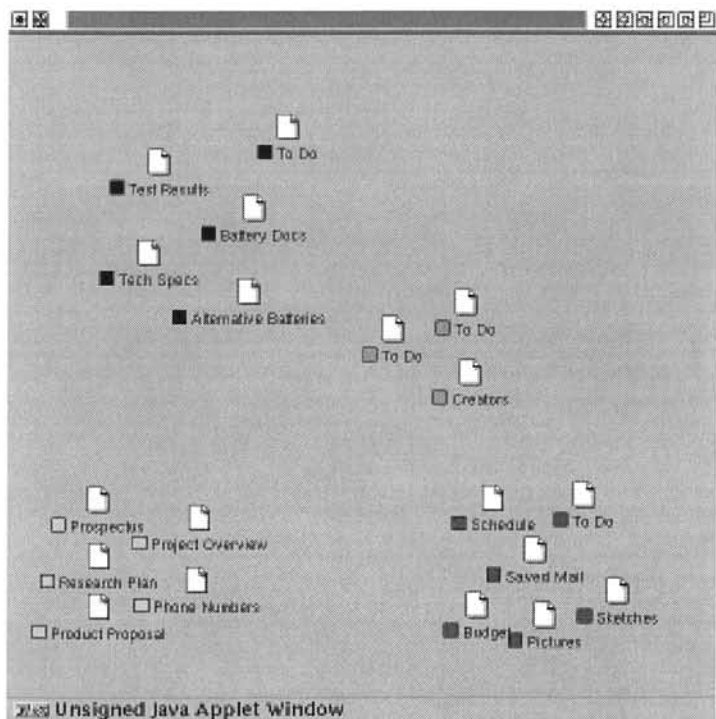 To Do
Test Results
Battery Docs
Tech Specs
Alternative Batteries
To Do
To Do
Creators
Prospectus
Project Overview
Research Plan
Phone Numbers
Product Proposal
Schedule
To Do
Saved Mail
Sketches
Budget
Pictures
Unsigned Java Applet Window